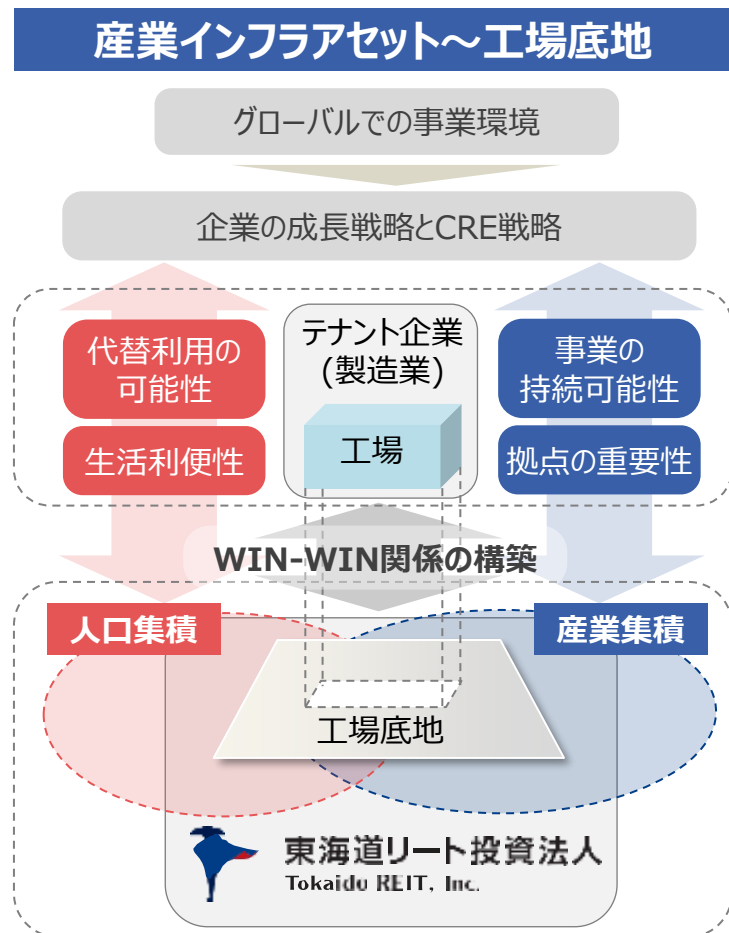 産業インフラアセット～工場底地
グローバルでの事業環境
企業の成長戦略とCRE戦略
代替利用の
可能性
生活利便性
テナント企業
(製造業)
工場
事業の
持続可能性
拠点の重要性
WIN-WIN関係の構築
人口集積
産業集積
工場底地
東海道リート投資法人
Tokaido REIT, Inc.